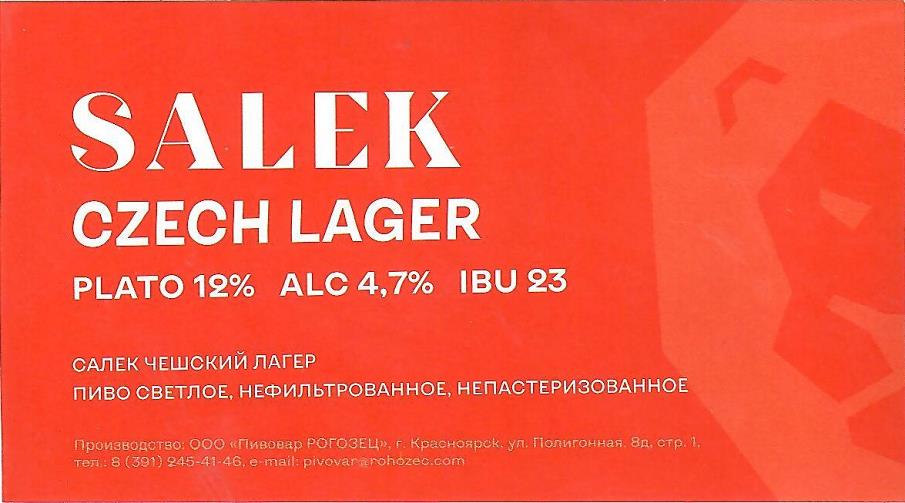 SALEK
CZECH LAGER
PLATO 12% ALC 4,7% IBU 23
САЛЕК ЧЕШСКИЙ ЛАГЕР
ПИВО СВЕТЛОЕ, НЕФИЛЬТРОВАННОЕ, НЕПАСТЕРИЗОВАННОЕ
Производство: ООО «Пивовар РОГОЗЕЦ», г. Красноярск, ул. Полигонная, 8д, стр. 1,
тел.: 8 (391) 245-41-46, e-mail: pivovar@rohozec.com